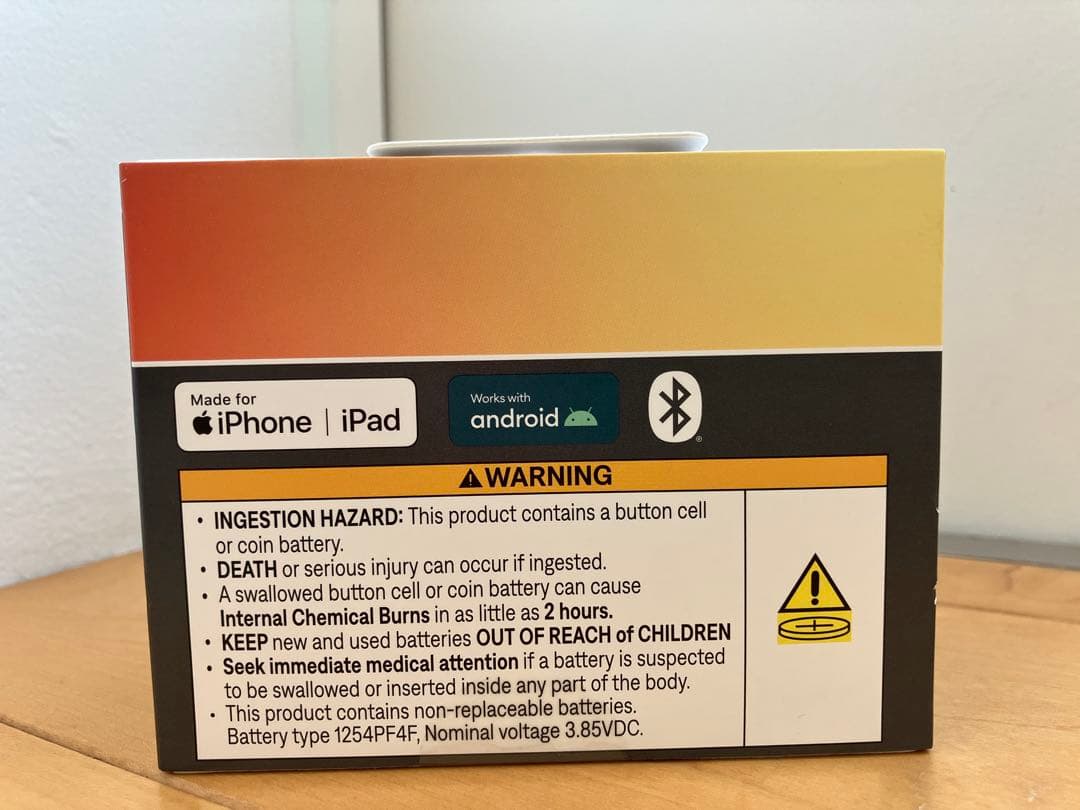 Made for
iPhone | iPad
Works with
android
®
WARNING
• INGESTION HAZARD: This product contains a button cell
or coin battery.
• DEATH or serious injury can occur if ingested.
• A swallowed button cell or coin battery can cause
Internal Chemical Burns in as little as 2 hours.
• KEEP new and used batteries OUT OF REACH of CHILDREN
• Seek immediate medical attention if a battery is suspected
to be swallowed or inserted inside any part of the body.
• This product contains non-replaceable batteries.
Battery type 1254PF4F, Nominal voltage 3.85VDC.